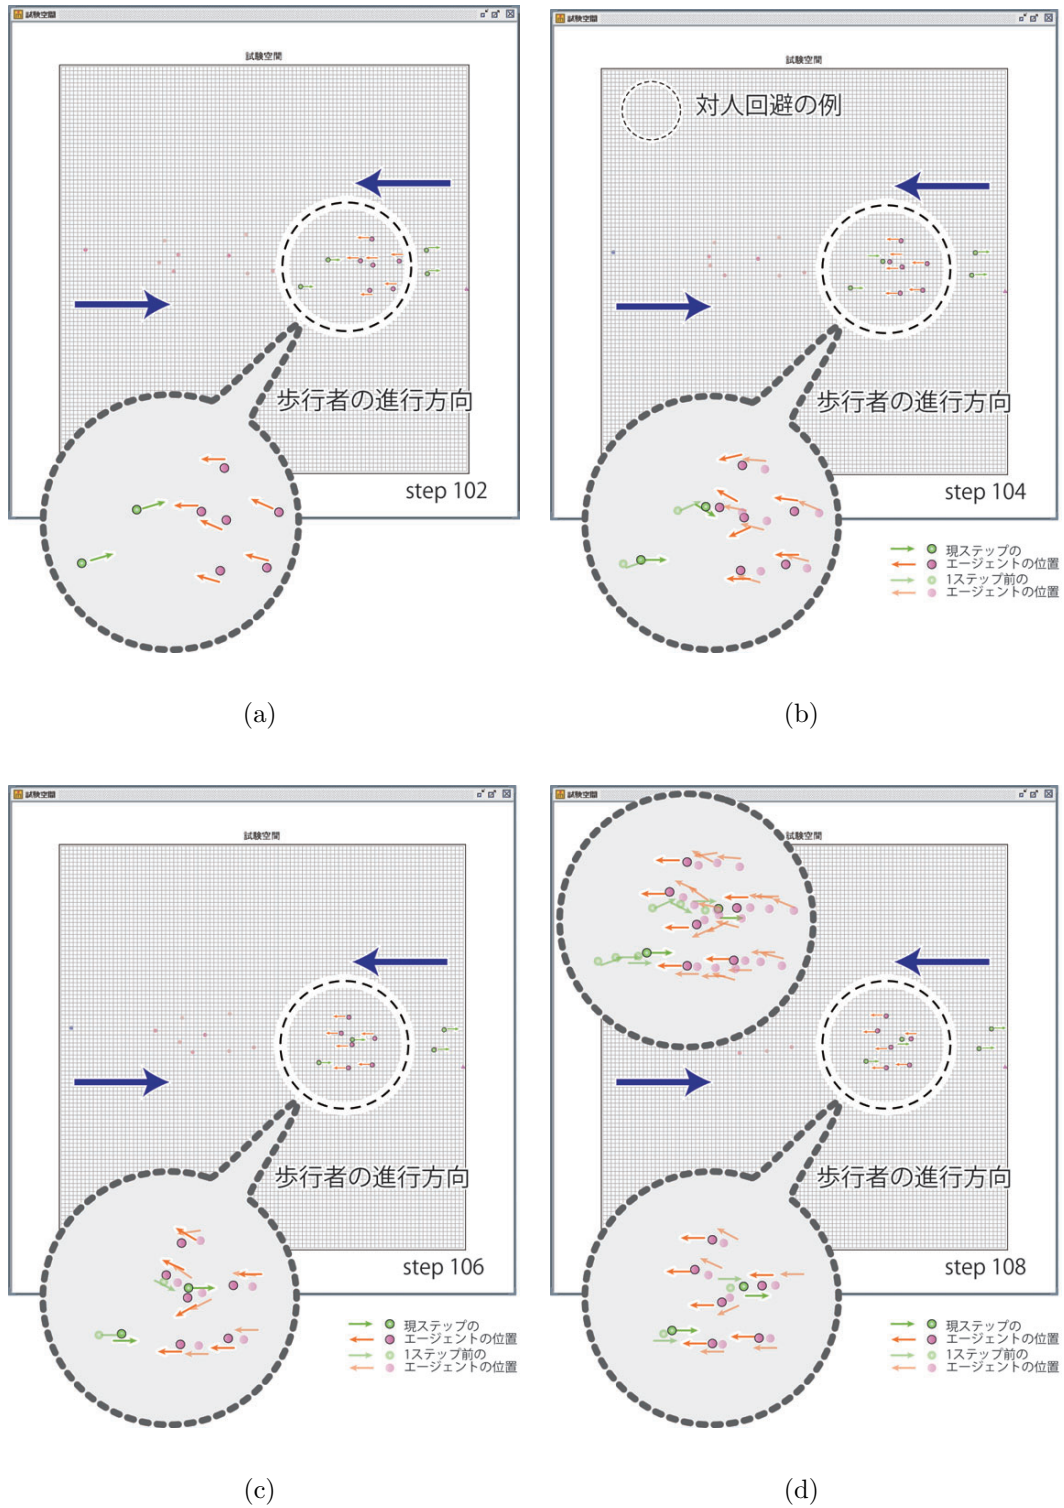 試験空間
試験空間
歩行者の進行方向
step 102
(a)
試験空間
試験空間
対人回避の例
歩行者の進行方向
step 104
現ステップの
エージェントの位置
1ステップ前の
エージェントの位置
(b)
試験空間
試験空間
歩行者の進行方向
step 106
現ステップの
エージェントの位置
1ステップ前の
エージェントの位置
(c)
試験空間
試験空間
歩行者の進行方向
step 108
現ステップの
エージェントの位置
1ステップ前の
エージェントの位置
(d)